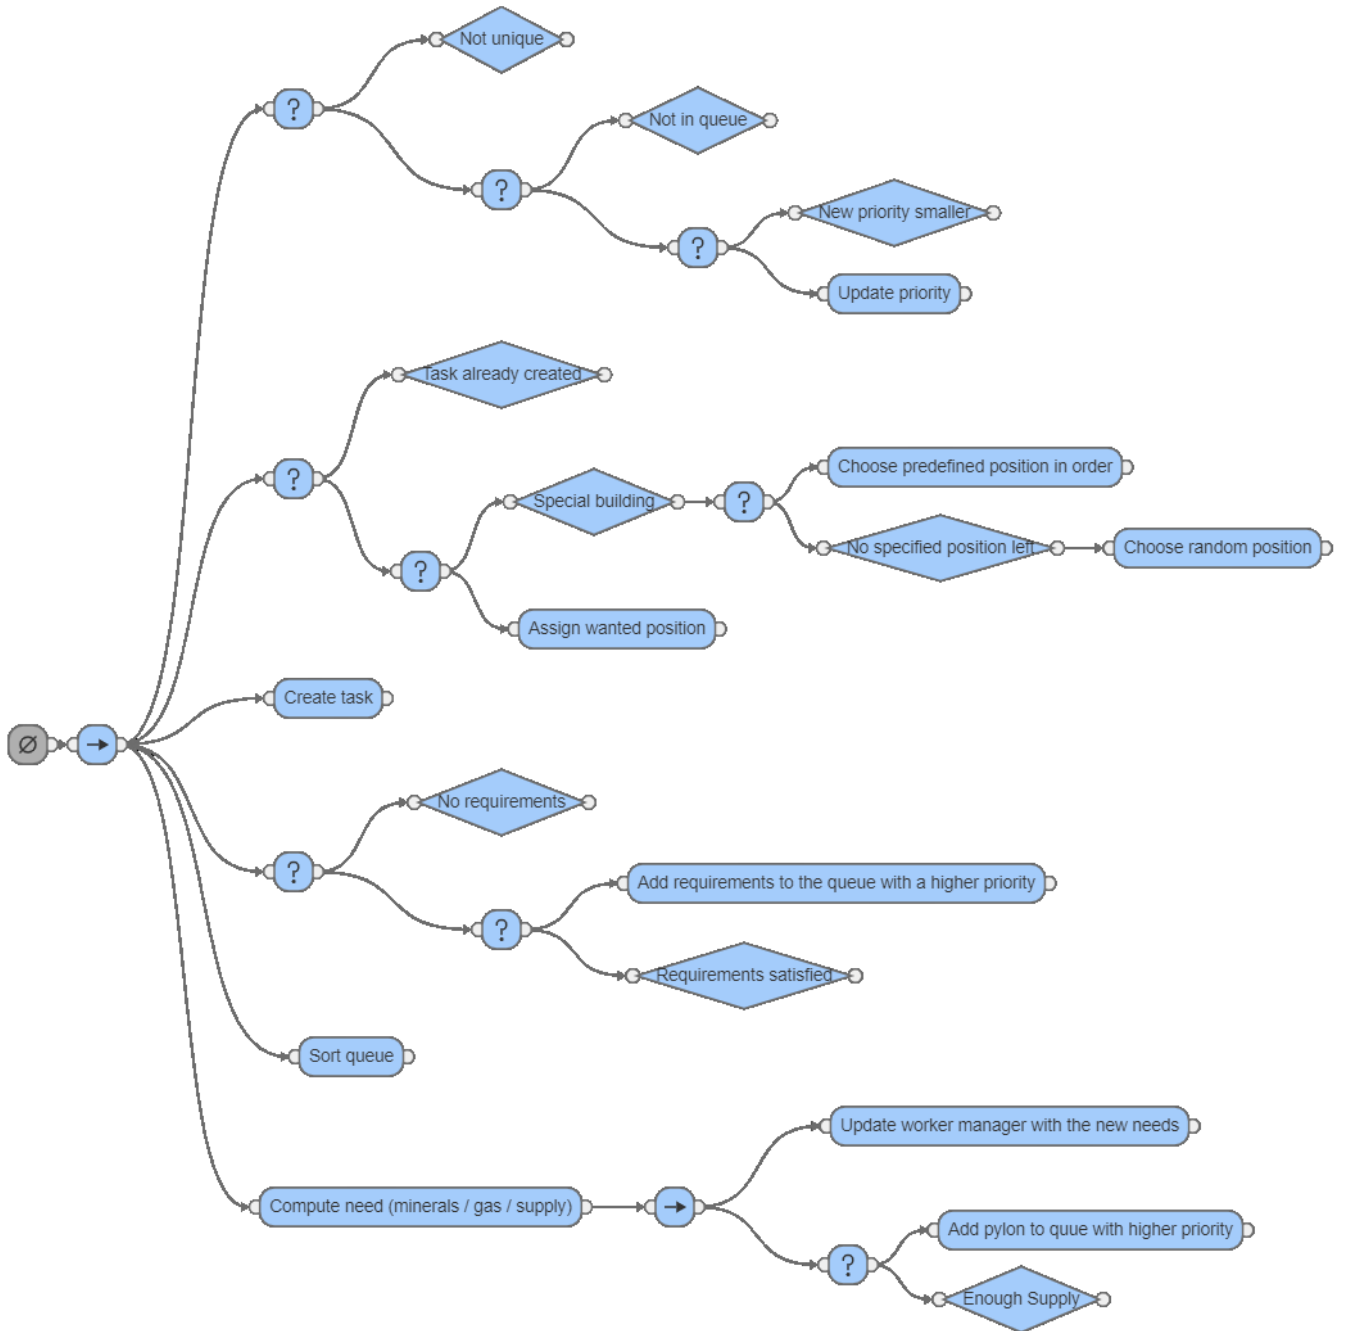 Not unique
?
Not in queue
?
New priority smaller
?
Update priority
Task already created
?
Choose predefined position in order
Special building
?
No specified position left
Choose random position
?
Assign wanted position
Create task
∅
→
No requirements
?
Add requirements to the queue with a higher priority
?
Requirements satisfied
Sort queue
Update worker manager with the new needs
Compute need (minerals / gas / supply)
→
Add pylon to quue with higher priority
?
Enough Supply